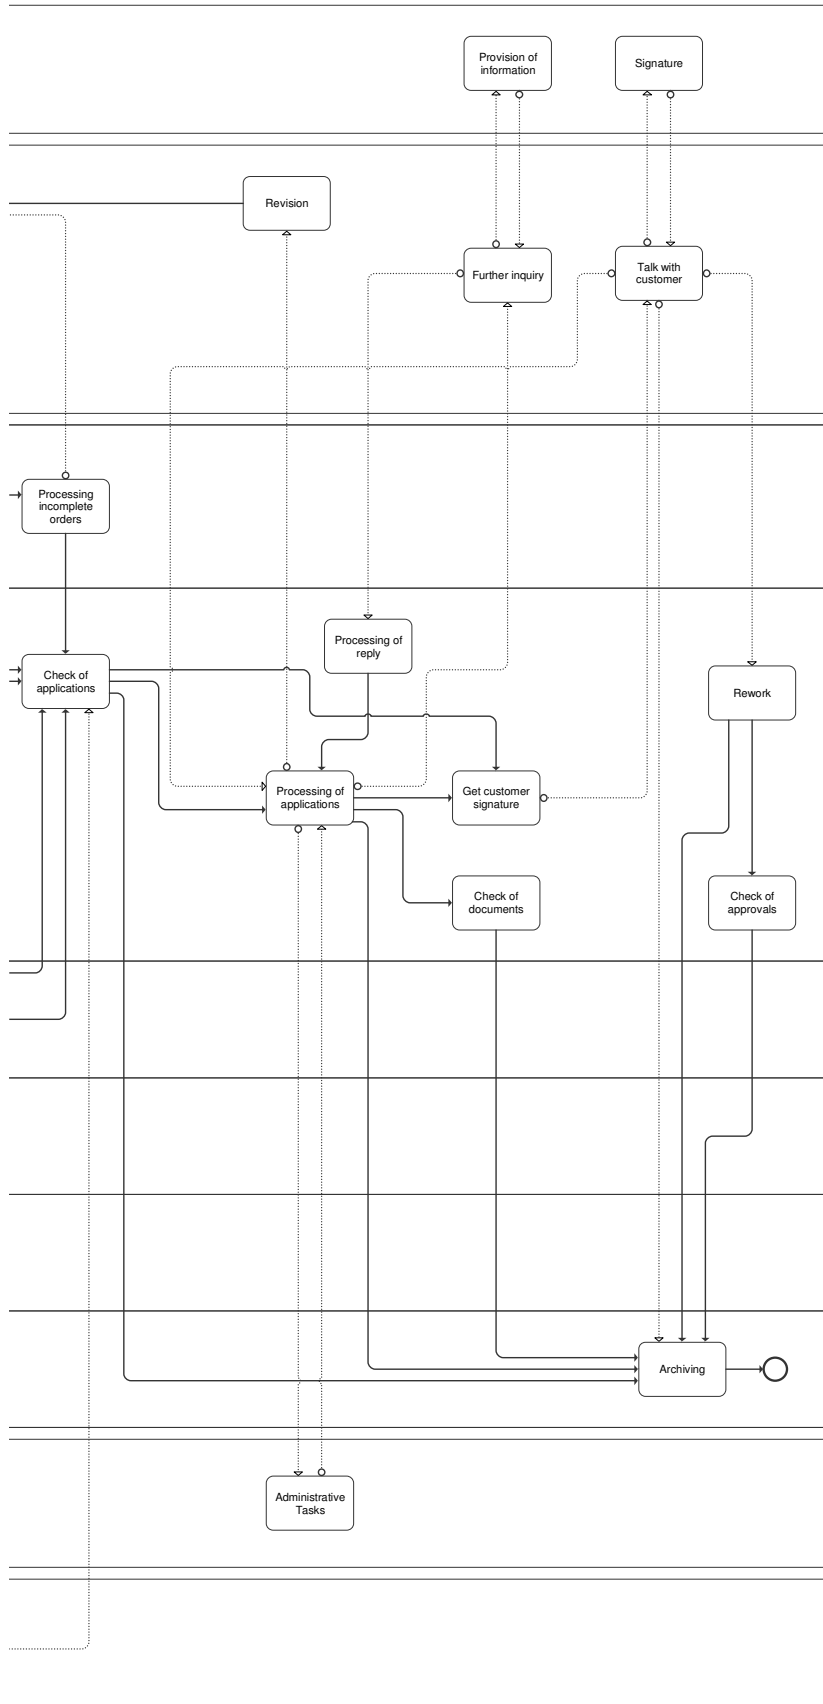 Provision of
information
Signature
Revision
Further inquiry
Talk with
customer
Processing
incomplete
orders
Processing of
reply
Check of
applications
Rework
Processing of
applications
Get customer
signature
Check of
documents
Check of
approvals
Archiving
Administrative
Tasks